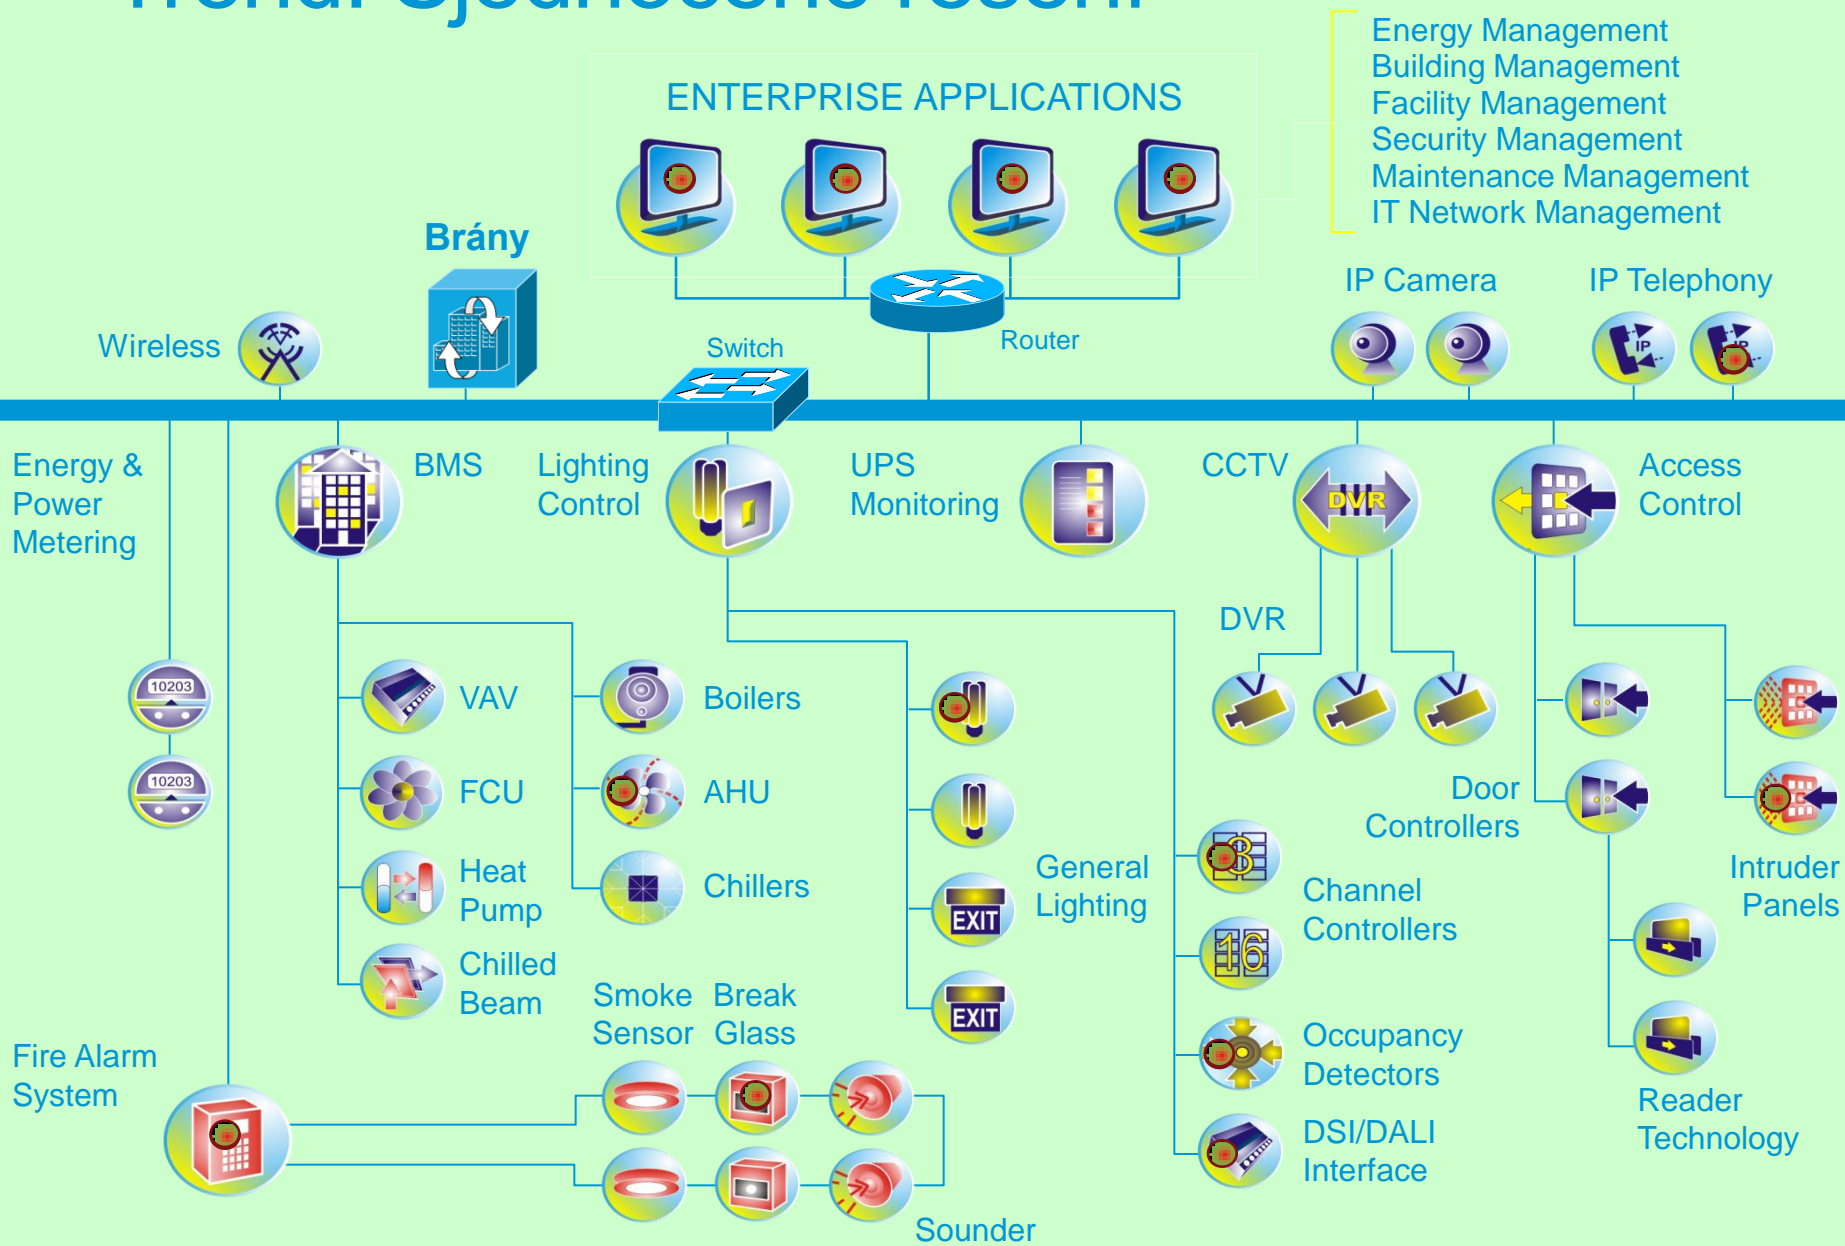 Energy Management
Building Management
Facility Management
Security Management
Maintenance Management
IT Network Management
ENTERPRISE APPLICATIONS
Brány
IP Camera
IP Telephony
Wireless
Switch
Router
IP
IP
Energy &
Power
Metering
BMS
Lighting
Control
UPS
Monitoring
CCTV
DVR
Access
Control
DVR
10203
VAV
Boilers
10203
FCU
AHU
Door
Controllers
Heat
Pump
Chillers
General
Lighting
EXIT
8
Channel
Controllers
16
Intruder
Panels
Chilled
Beam
EXIT
Smoke
Sensor
Break
Glass
Occupancy
Detectors
Fire Alarm
System
Reader
Technology
DSI/DALI
Interface
Sounder